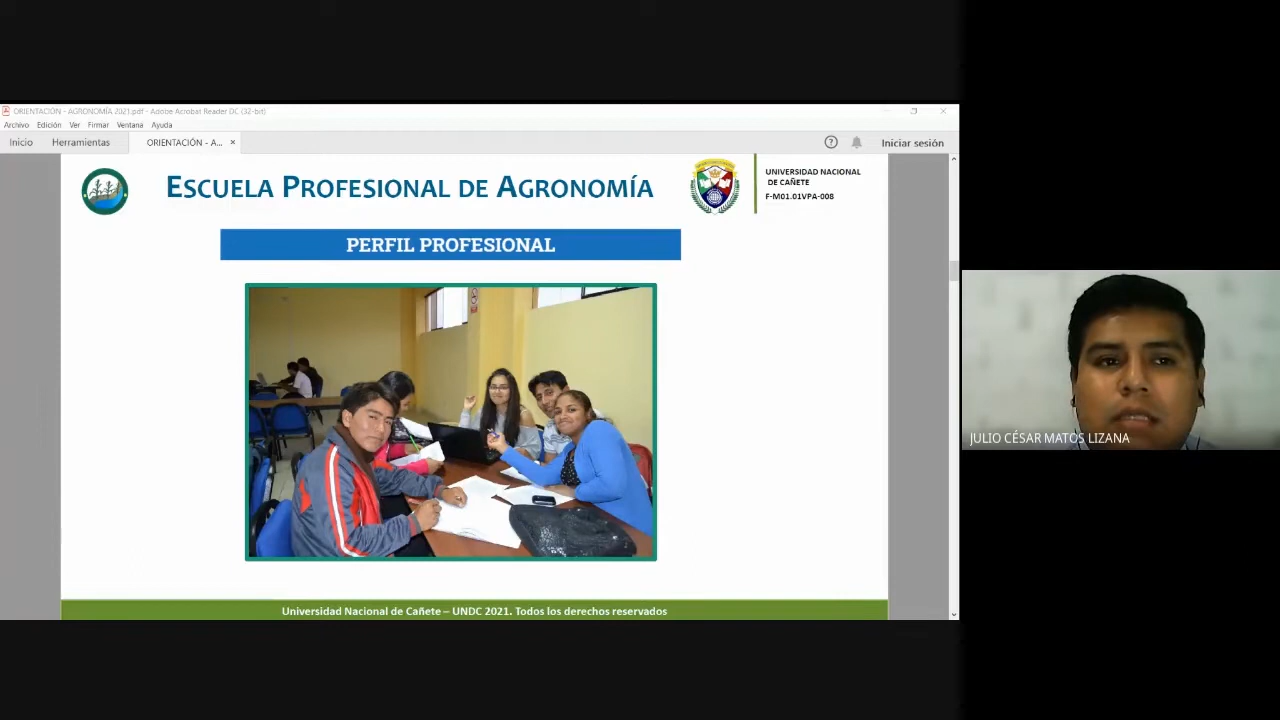 ORIENTACIÓN - AGRONOMÍA 2021.pdf - Adobe Acrobat Reader DC (32-bit)
Archivo Edición Ver Firmar Ventana Ayuda
Inicio Herramientas ORIENTACIÓN - A... × Iniciar sesión
ESCUELA PROFESIONAL DE AGRONOMÍA
UNIVERSIDAD NACIONAL
DE CAÑETE
F-M01.01VPA-008
PERFIL PROFESIONAL
JULIO CÉSAR MATOS LIZANA
Universidad Nacional de Cañete – UNDC 2021. Todos los derechos reservados